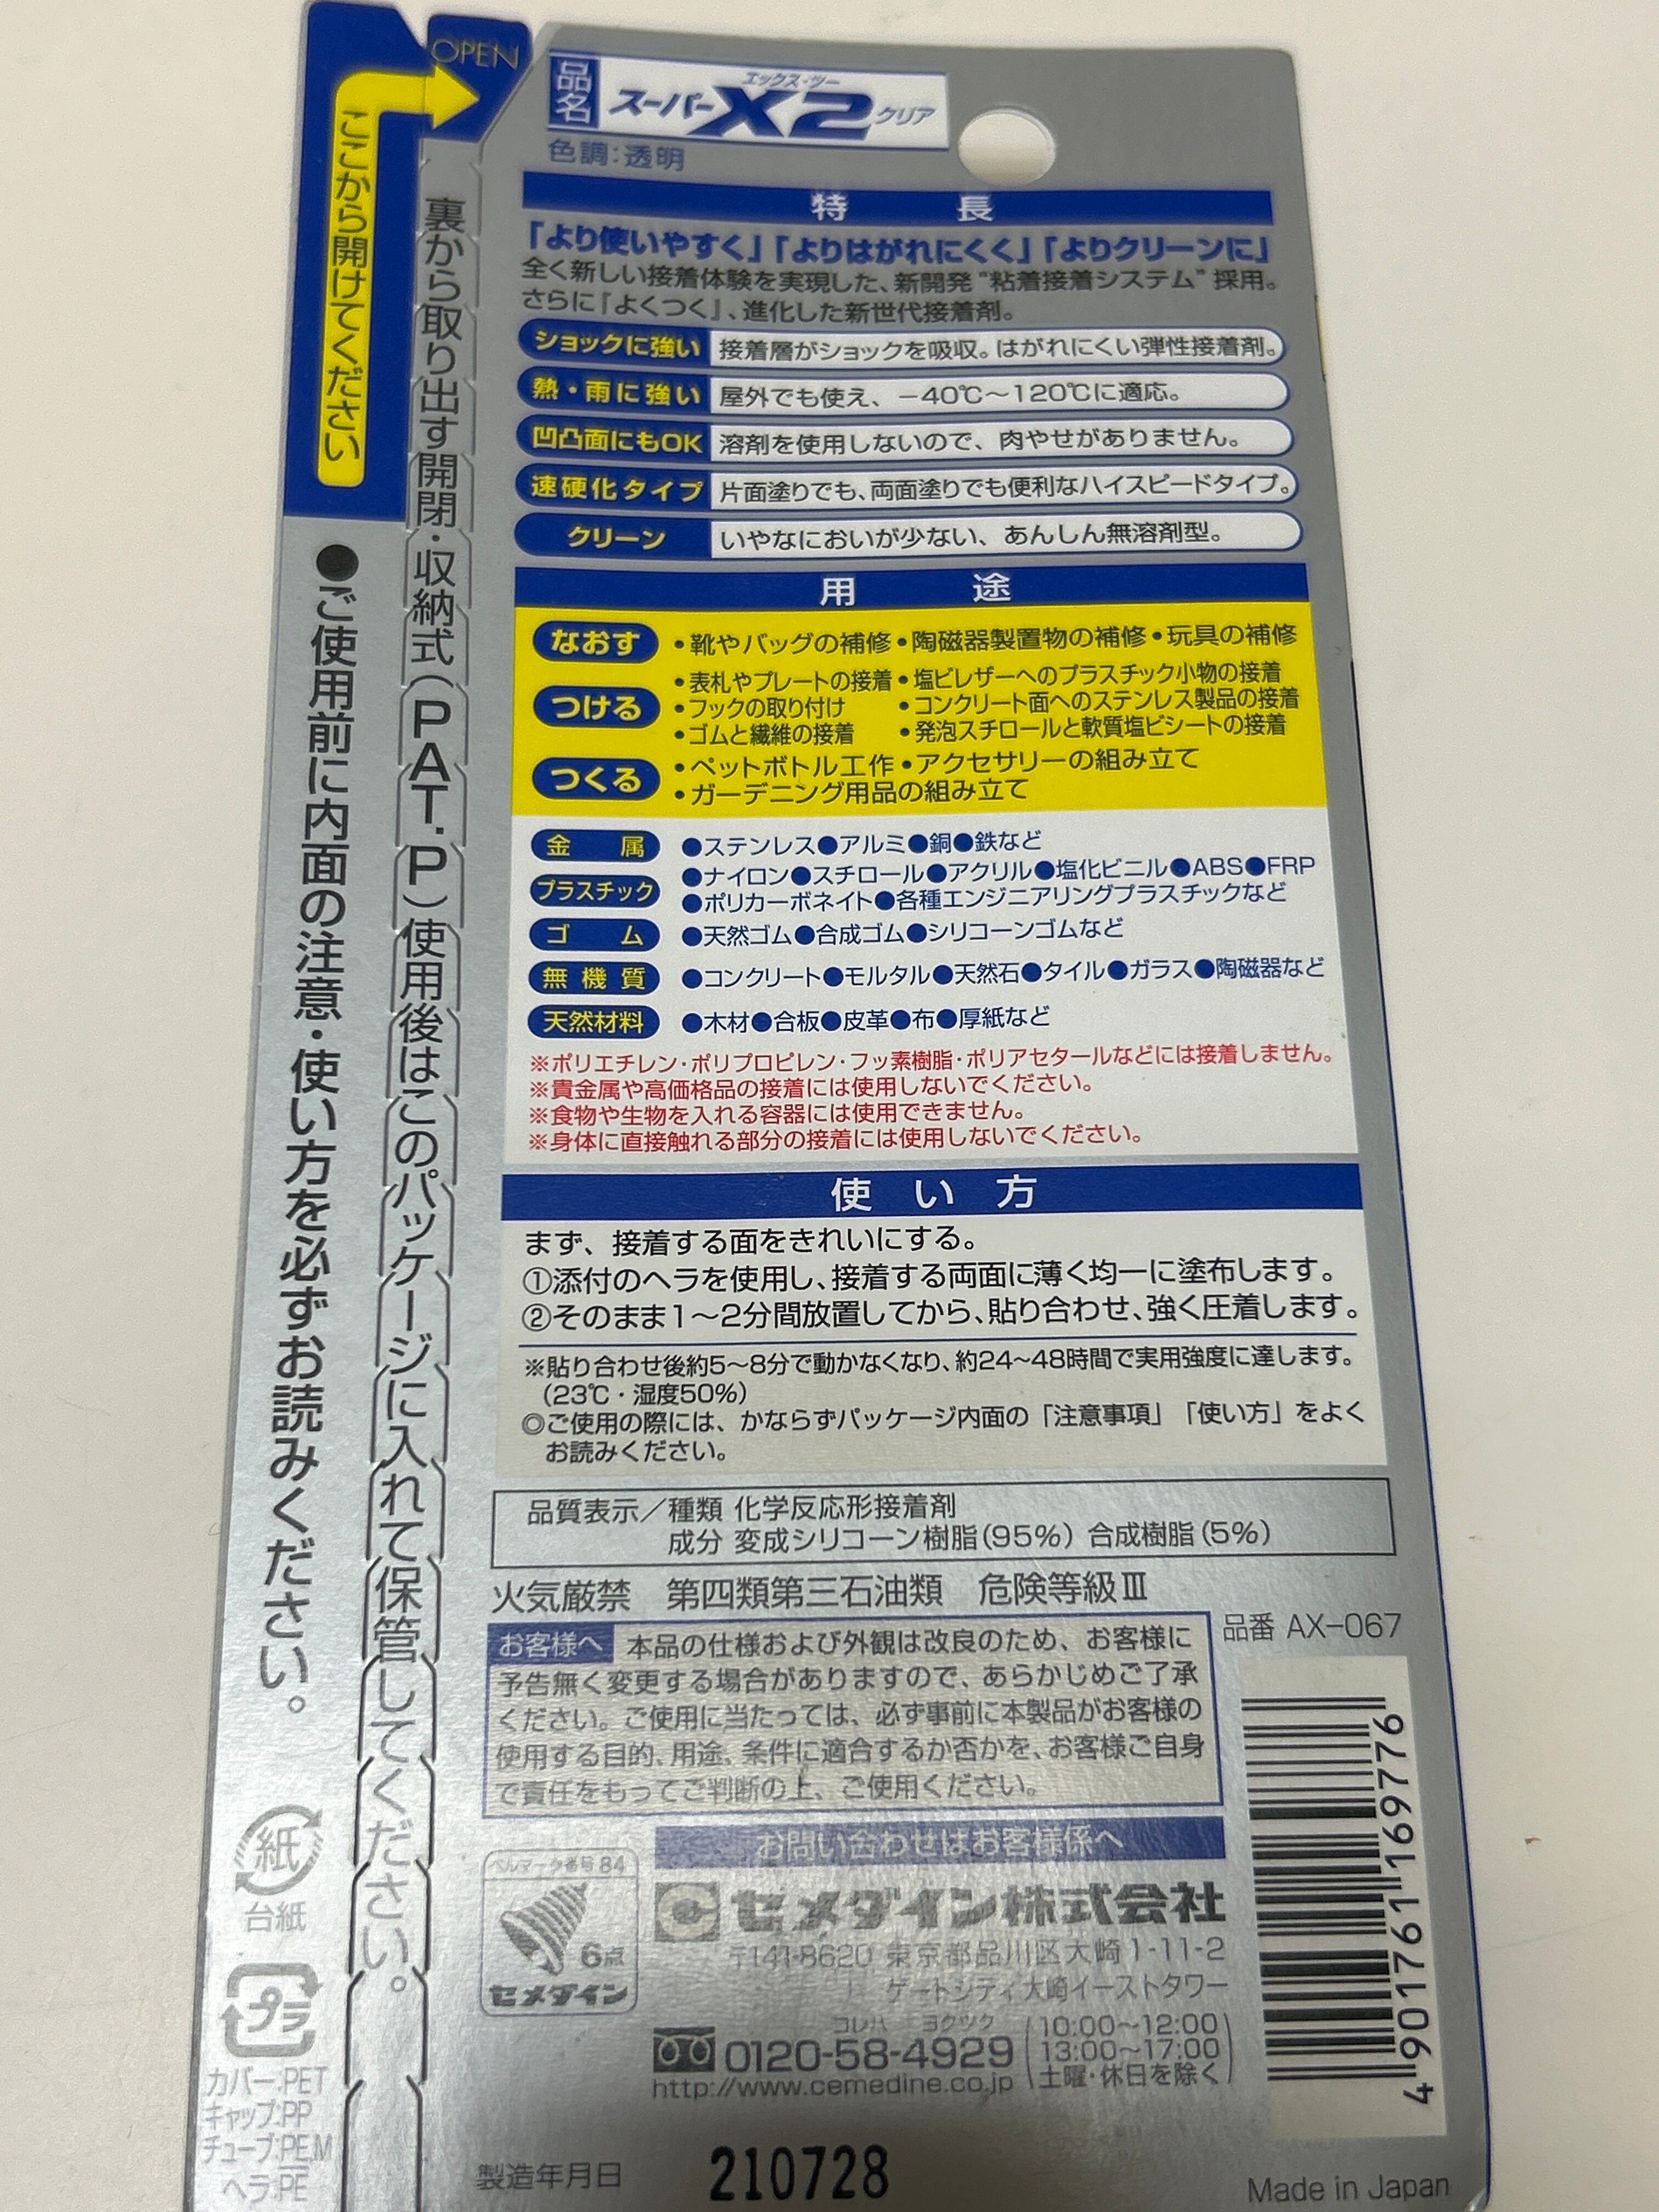 OPEN
ここから開けてください
裏から取り出す開閉・収納式(PAT.P)使用後はこのパッケージに入れて保管してください。
●ご使用前に内面の注意・使い方を必ずお読みください。
品名 スーパーX2クリア
エックス・ツー
色調:透明
特長
「より使いやすく」「よりはがれにくく」「よりクリーンに」
全く新しい接着体験を実現した、新開発“粘着接着システム”採用。
さらに『よくつく』、進化した新世代接着剤。
ショックに強い 接着層がショックを吸収。はがれにくい弾性接着剤。
熱・雨に強い 屋外でも使え、−40℃〜120℃に適応。
凹凸面にもOK 溶剤を使用しないので、肉やせがありません。
速硬化タイプ 片面塗りでも、両面塗りでも便利なハイスピードタイプ。
クリーン いやなにおいが少ない、あんしん無溶剤型。
用途
なおす ・靴やバッグの補修・陶磁器製置物の補修・玩具の補修
つける ・表札やプレートの接着・塩ビレザーへのプラスチック小物の接着
・フックの取り付け ・コンクリート面へのステンレス製品の接着
・ゴムと繊維の接着 ・発泡スチロールと軟質塩ビシートの接着
つくる ・ペットボトル工作・アクセサリーの組み立て
・ガーデニング用品の組み立て
金属 ●ステンレス●アルミ●銅●鉄など
プラスチック ●ナイロン●スチロール●アクリル●塩化ビニル●ABS●FRP
●ポリカーボネイト●各種エンジニアリングプラスチックなど
ゴム ●天然ゴム●合成ゴム●シリコーンゴムなど
無機質 ●コンクリート●モルタル●天然石●タイル●ガラス●陶磁器など
天然材料 ●木材●合板●皮革●布●厚紙など
※ポリエチレン・ポリプロピレン・フッ素樹脂・ポリアセタールなどには接着しません。
※貴金属や高価格品の接着には使用しないでください。
※食物や生物を入れる容器には使用できません。
※身体に直接触れる部分の接着には使用しないでください。
使い方
まず、接着する面をきれいにする。
①添付のヘラを使用し、接着する両面に薄く均一に塗布します。
②そのまま1〜2分間放置してから、貼り合わせ、強く圧着します。
※貼り合わせ後約5〜8分で動かなくなり、約24〜48時間で実用強度に達します。
(23℃・湿度50%)
◎ご使用の際には、かならずパッケージ内面の「注意事項」「使い方」をよく
お読みください。
品質表示/種類 化学反応形接着剤
成分 変成シリコーン樹脂(95%) 合成樹脂(5%)
火気厳禁 第四類第三石油類 危険等級Ⅲ
お客様へ 本品の仕様および外観は改良のため、お客様に
予告無く変更する場合がありますので、あらかじめご了承
ください。ご使用に当たっては、必ず事前に本製品がお客様の
使用する目的、用途、条件に適合するか否かを、お客様ご自身
で責任をもってご判断の上、ご使用ください。
品番 AX-067
4 901761 169776
お問い合わせはお客様係へ
ベルマーク番号84
6点
セメダイン
セメダイン株式会社
〒141-8620 東京都品川区大崎1-11-2
ゲートシティ大崎イーストタワー
コレハ ヨクツク
0120-58-4929
(10:00〜12:00
13:00〜17:00
土曜・休日を除く)
http://www.cemedine.co.jp
紙
台紙
プラ
カバー:PET
キャップ:PP
チューブ:PE,M
ヘラ:PE
製造年月日 210728
Made in Japan